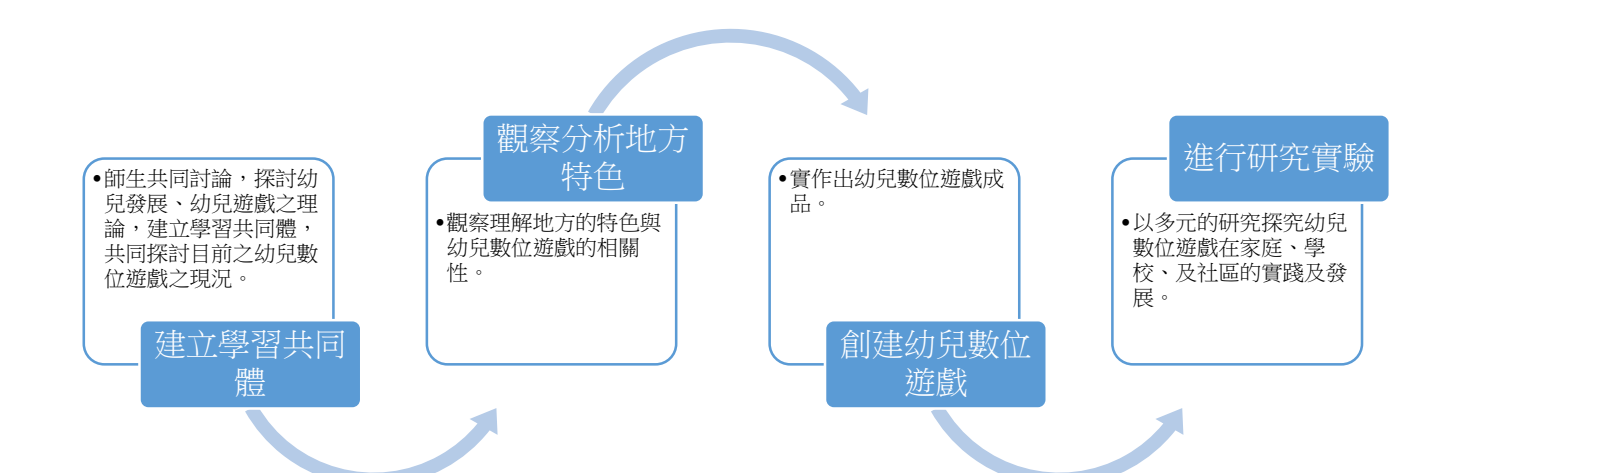 •師生共同討論，探討幼
兒發展、幼兒遊戲之理
論，建立學習共同體，
共同探討目前之幼兒數
位遊戲之現況。
建立學習共同
體
觀察分析地方
特色
•觀察理解地方的特色與
幼兒數位遊戲的相關
性。
•實作出幼兒數位遊戲成
品。
創建幼兒數位
遊戲
進行研究實驗
•以多元的研究探究幼兒
數位遊戲在家庭、學
校、及社區的實踐及發
展。